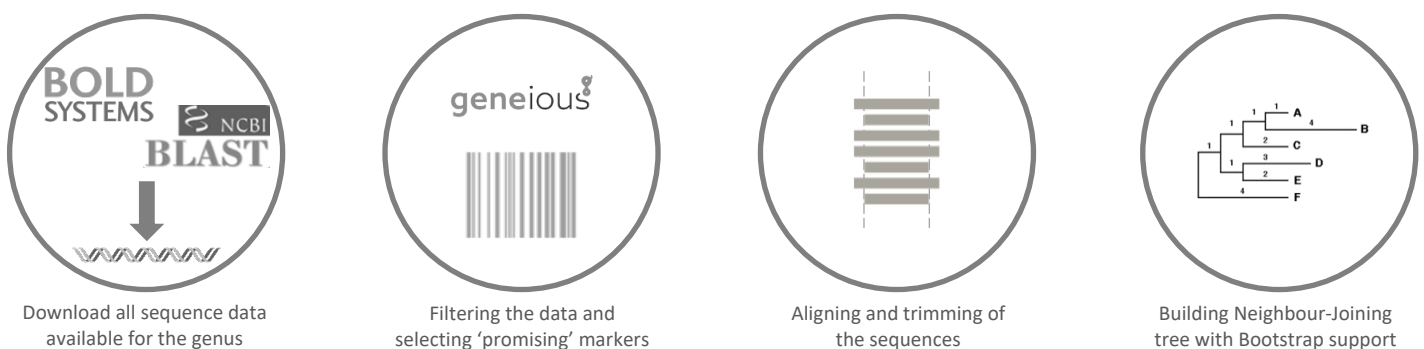 BOLD
SYSTEMS
NCBI
BLAST
Download all sequence data
available for the genus
geneious
Filtering the data and
selecting ‘promising’ markers
Aligning and trimming of
the sequences
1
1
A
4
B
1
2
C
1
3
D
1
2
E
4
F
Building Neighbour-Joining
tree with Bootstrap support